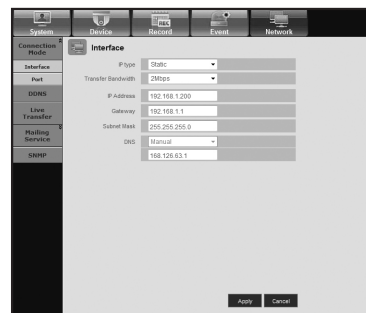 System Device Record Event Network
REC
Connection Mode
Interface
Port
DDNS
Live Transfer
Mailing Service
SNMP
Interface
IP type Static
Transfer Bandwidth 2Mbps
IP Address 192.168.1.200
Gateway 192.168.1.1
Subnet Mask 255.255.255.0
DNS Manual
168.126.63.1
Apply Cancel